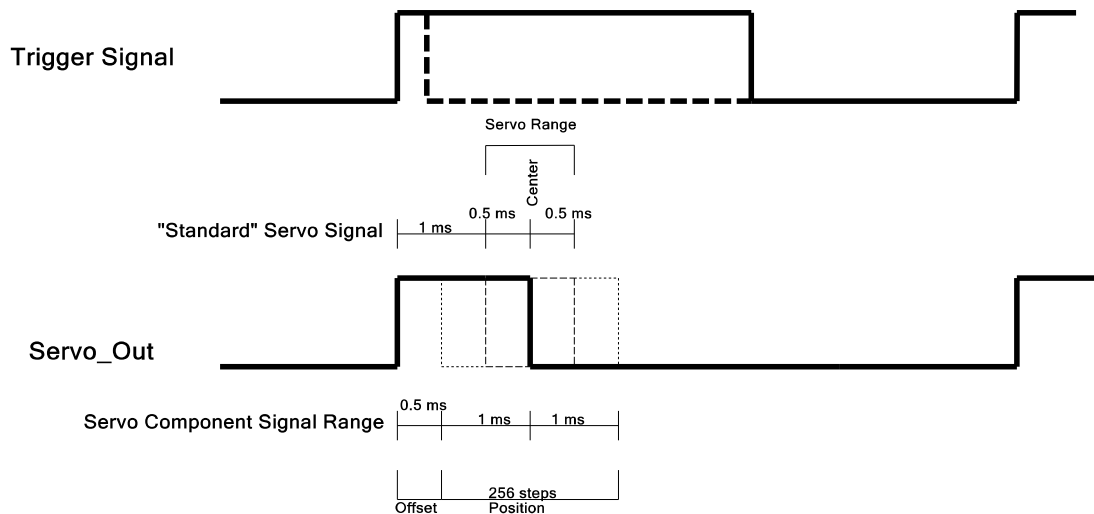 Trigger Signal
Servo Range
Center
0.5 ms 0.5 ms
"Standard" Servo Signal 1 ms
Servo_Out
0.5 ms
Servo Component Signal Range 1 ms 1 ms
256 steps
Offset Position